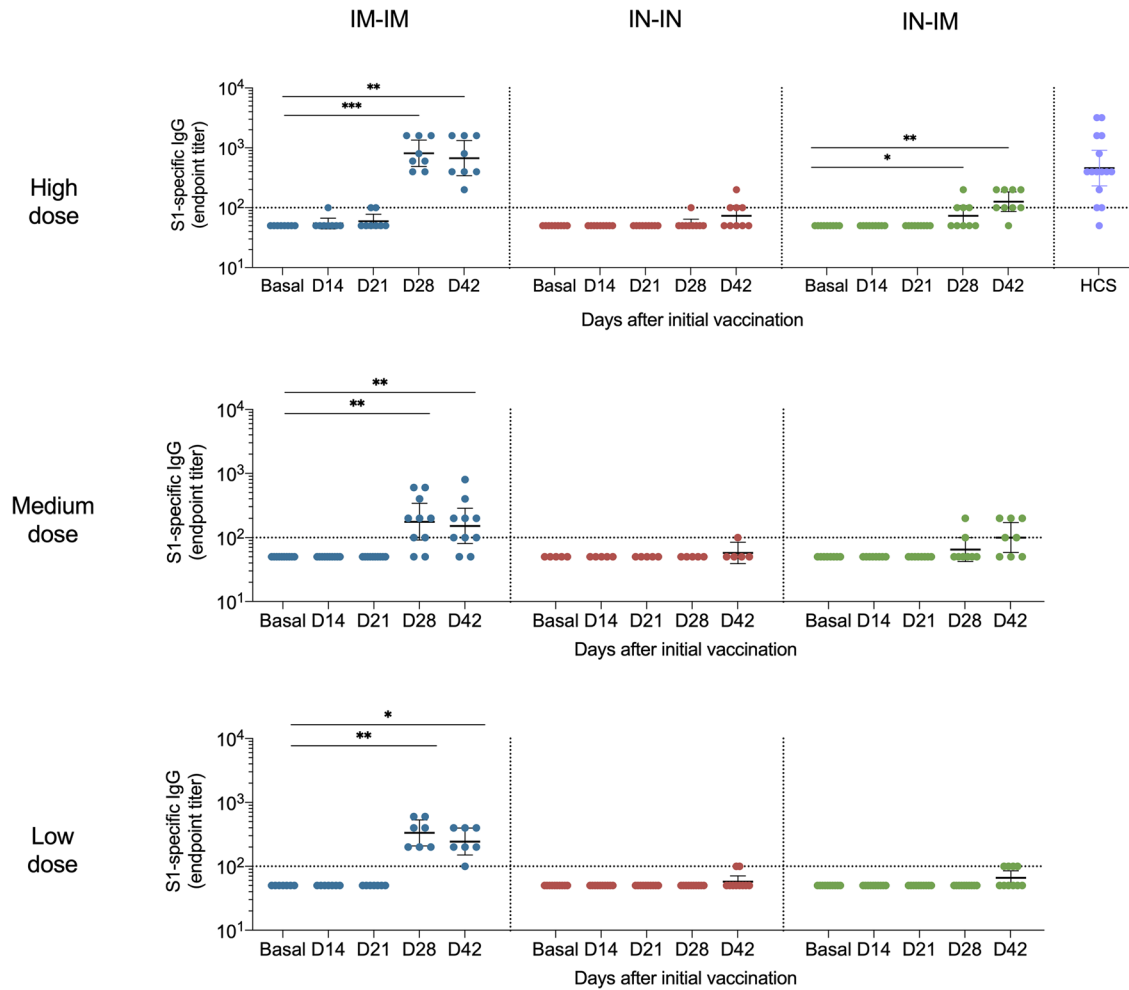 IM-IM IN-IN IN-IM
High
dose
S1-specific IgG
(endpoint titer)
10⁴
10³
10²
10¹
** 
***
**
*
Basal D14 D21 D28 D42 Basal D14 D21 D28 D42 Basal D14 D21 D28 D42 HCS
Days after initial vaccination
Medium
dose
S1-specific IgG
(endpoint titer)
10⁴
10³
10²
10¹
**
**
Basal D14 D21 D28 D42 Basal D14 D21 D28 D42 Basal D14 D21 D28 D42
Days after initial vaccination
Low
dose
S1-specific IgG
(endpoint titer)
10⁴
10³
10²
10¹
*
**
Basal D14 D21 D28 D42 Basal D14 D21 D28 D42 Basal D14 D21 D28 D42
Days after initial vaccination